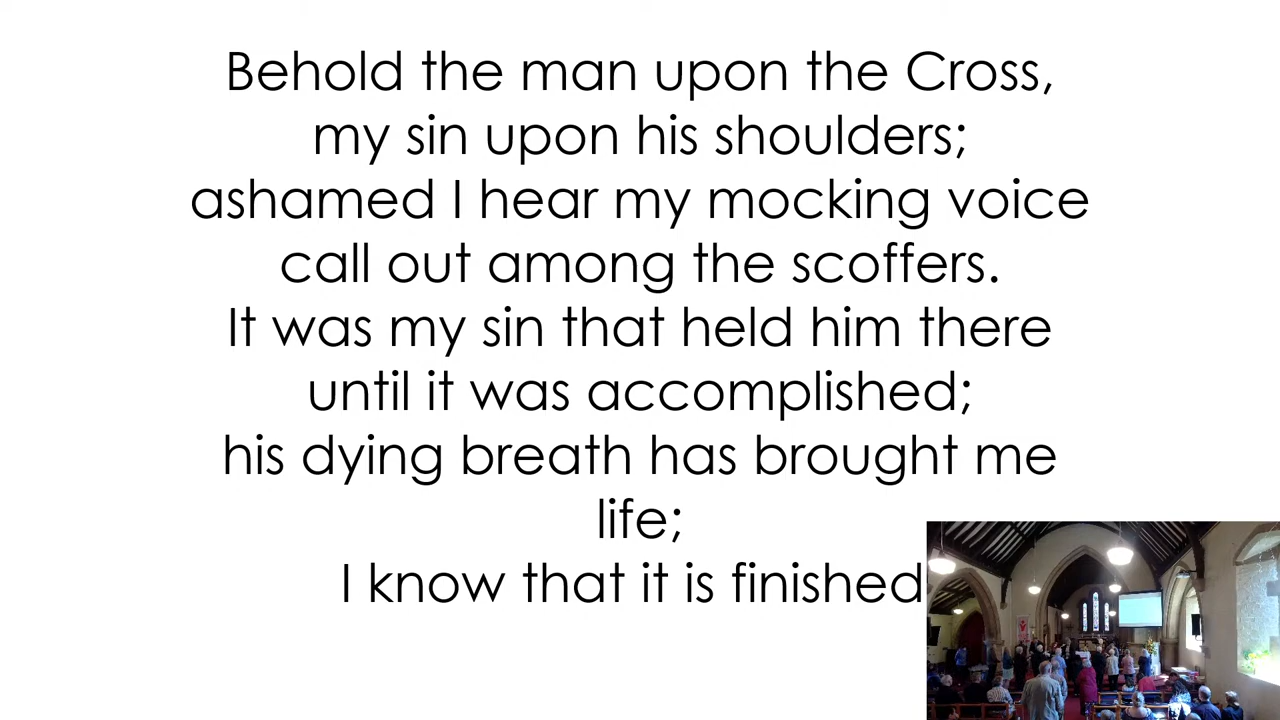 Behold the man upon the Cross,
my sin upon his shoulders;
ashamed I hear my mocking voice
call out among the scoffers.
It was my sin that held him there
until it was accomplished;
his dying breath has brought me
life;
I know that it is finished